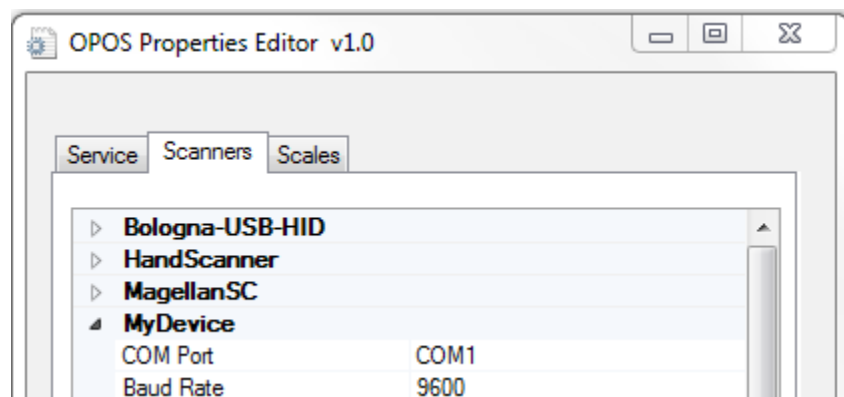 OPOS Properties Editor v1.0
Service Scanners Scales
Bologna-USB-HID
HandScanner
MagellanSC
MyDevice
COM Port COM1
Baud Rate 9600